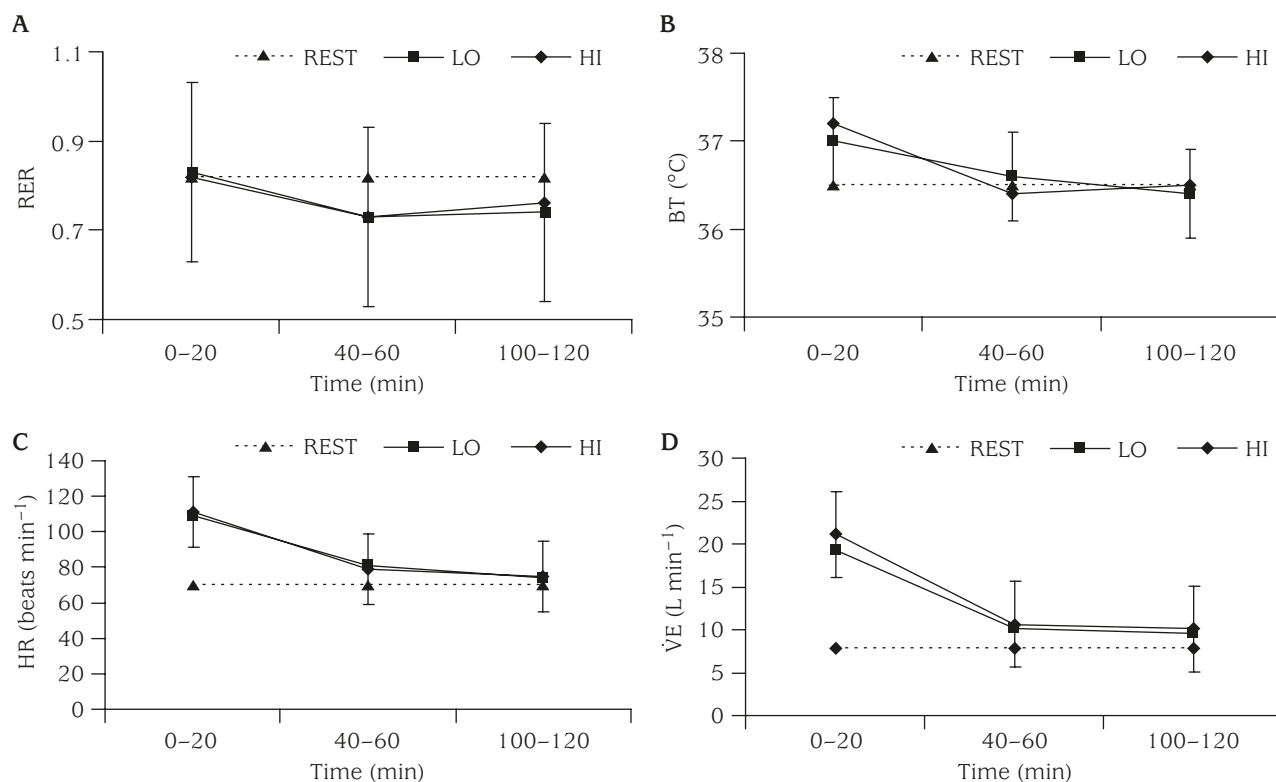 A
REST LO HI
1.1
0.9
0.7
0.5
RER
0–20 40–60 100–120
Time (min)
B
REST LO HI
38
37
36
35
BT (°C)
0–20 40–60 100–120
Time (min)
C
REST LO HI
140
120
100
80
60
40
20
0
HR (beats min⁻¹)
0–20 40–60 100–120
Time (min)
D
REST LO HI
30
25
20
15
10
5
0
V̇E (L min⁻¹)
0–20 40–60 100–120
Time (min)